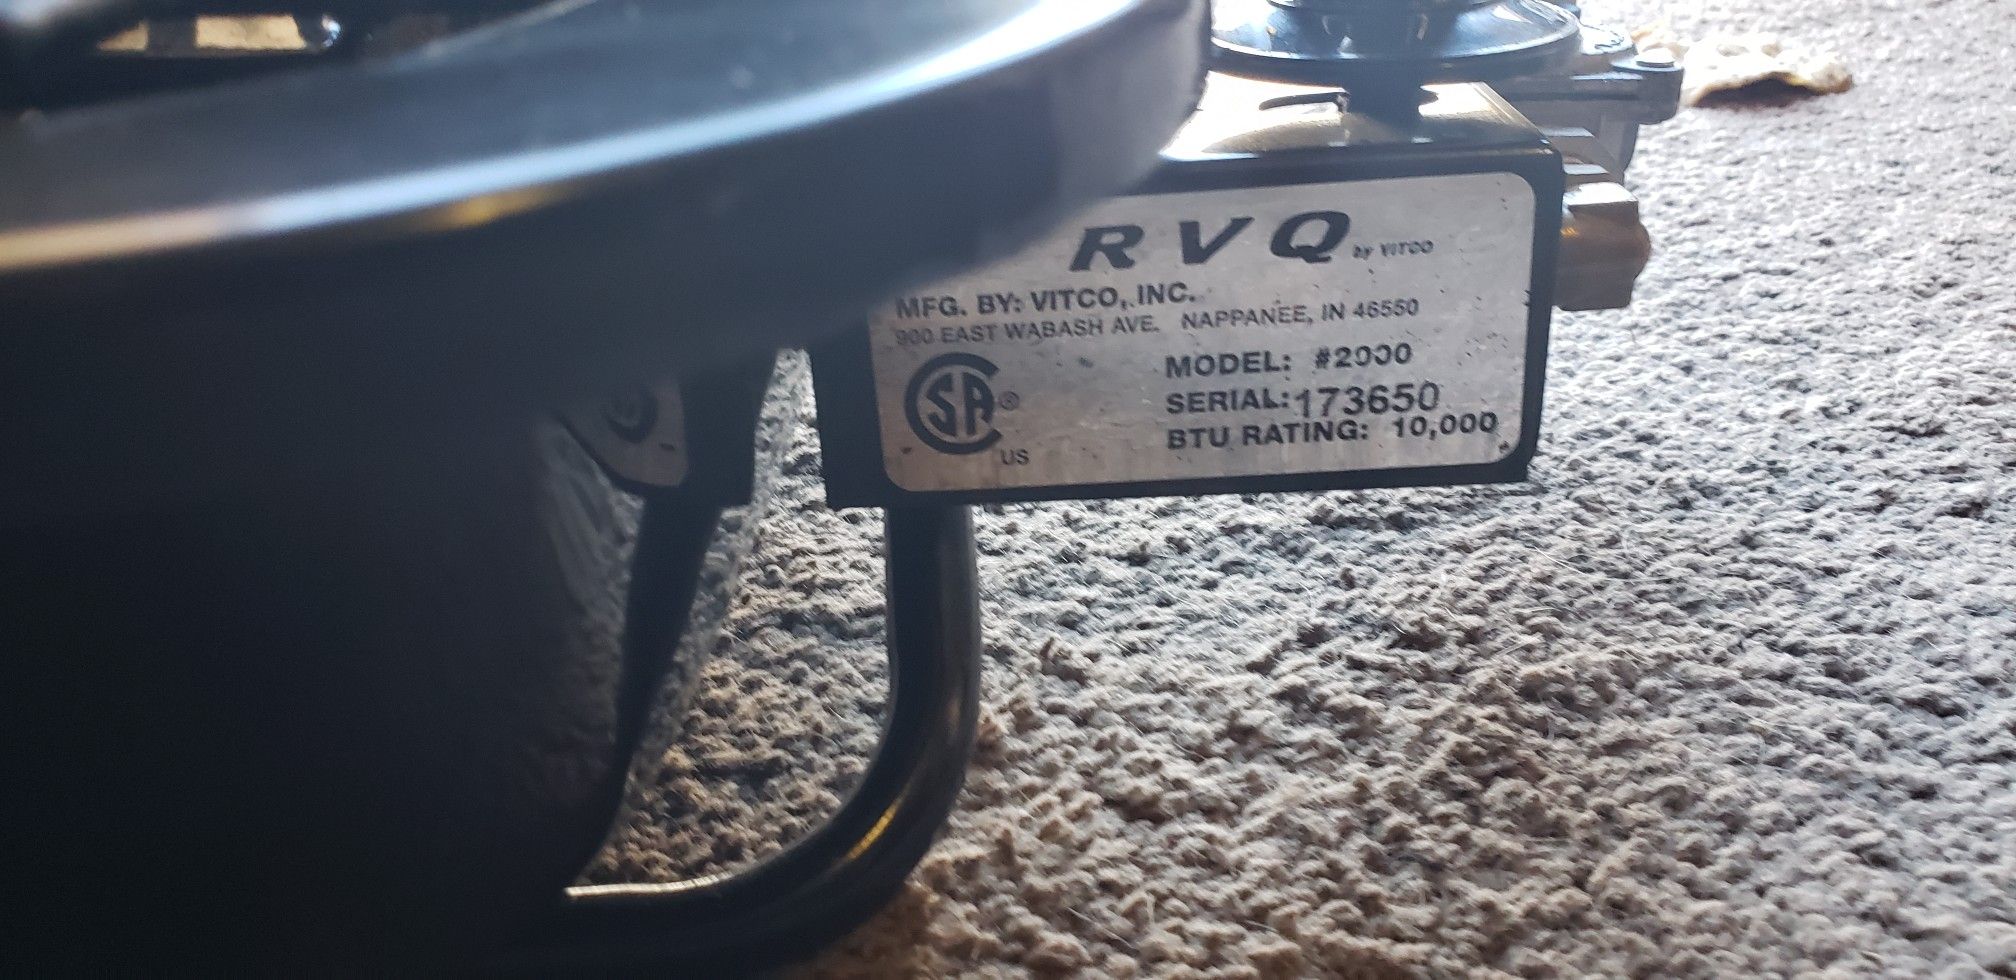 RVQ by VITCO
MFG. BY: VITCO, INC.
900 EAST WABASH AVE. NAPPANEE, IN 46550
CSA ® US
MODEL: #2000
SERIAL: 173650
BTU RATING: 10,000